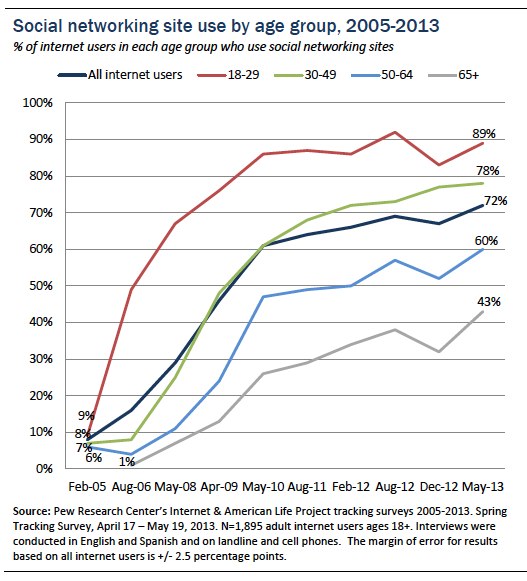 Social networking site use by age group, 2005-2013
% of internet users in each age group who use social networking sites
All internet users 18-29 30-49 50-64 65+
100%
90%
80%
70%
60%
50%
40%
30%
20%
10%
0%
89%
78%
72%
60%
43%
9%
8%
7%
6%
1%
Feb-05 Aug-06 May-08 Apr-09 May-10 Aug-11 Feb-12 Aug-12 Dec-12 May-13
Source: Pew Research Center's Internet & American Life Project tracking surveys 2005-2013. Spring
Tracking Survey, April 17 – May 19, 2013. N=1,895 adult internet users ages 18+. Interviews were
conducted in English and Spanish and on landline and cell phones. The margin of error for results
based on all internet users is +/- 2.5 percentage points.